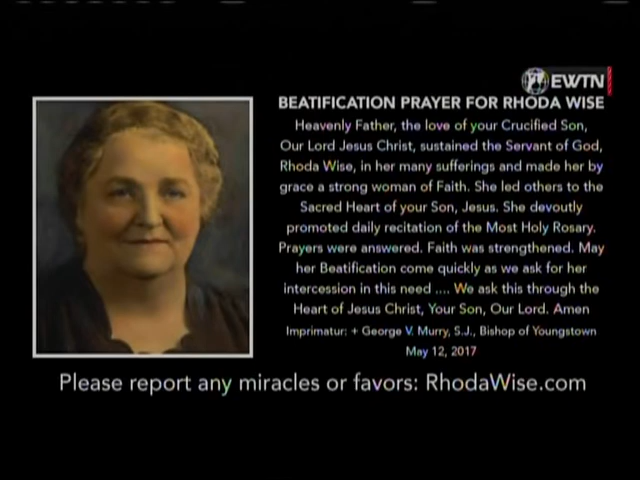 EWTN
BEATIFICATION PRAYER FOR RHODA WISE
Heavenly Father, the love of your Crucified Son,
Our Lord Jesus Christ, sustained the Servant of God,
Rhoda Wise, in her many sufferings and made her by
grace a strong woman of Faith. She led others to the
Sacred Heart of your Son, Jesus. She devoutly
promoted daily recitation of the Most Holy Rosary.
Prayers were answered. Faith was strengthened. May
her Beatification come quickly as we ask for her
intercession in this need .... We ask this through the
Heart of Jesus Christ, Your Son, Our Lord. Amen
Imprimatur: + George V. Murry, S.J., Bishop of Youngstown
May 12, 2017
Please report any miracles or favors: RhodaWise.com